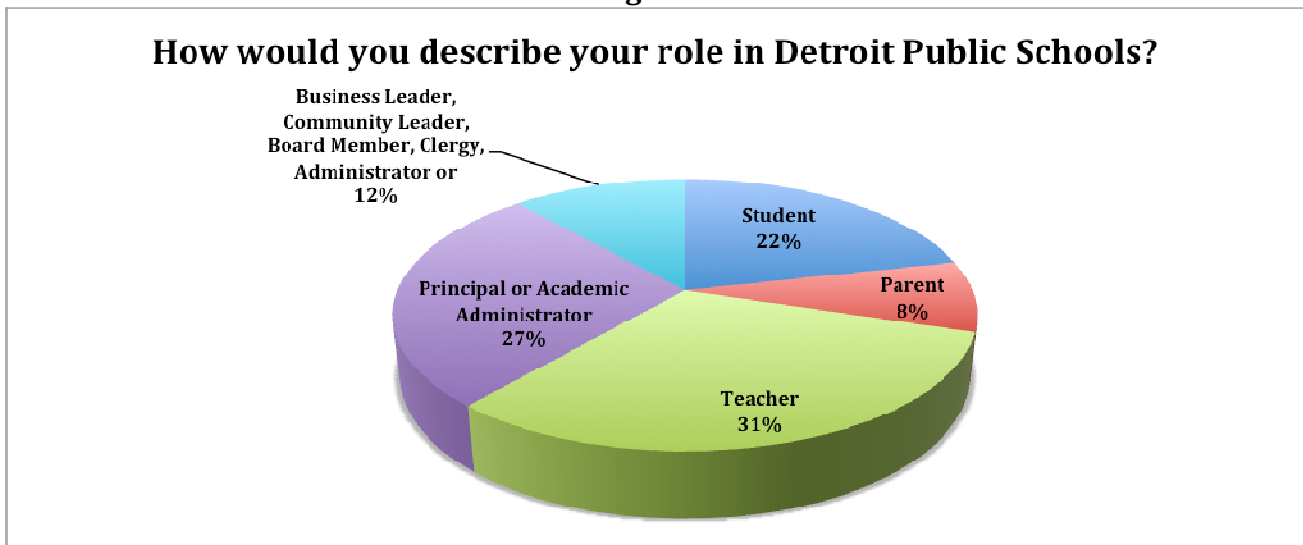 How would you describe your role in Detroit Public Schools?
Business Leader,
Community Leader,
Board Member, Clergy,
Administrator or
12%
Student
22%
Parent
8%
Principal or Academic
Administrator
27%
Teacher
31%